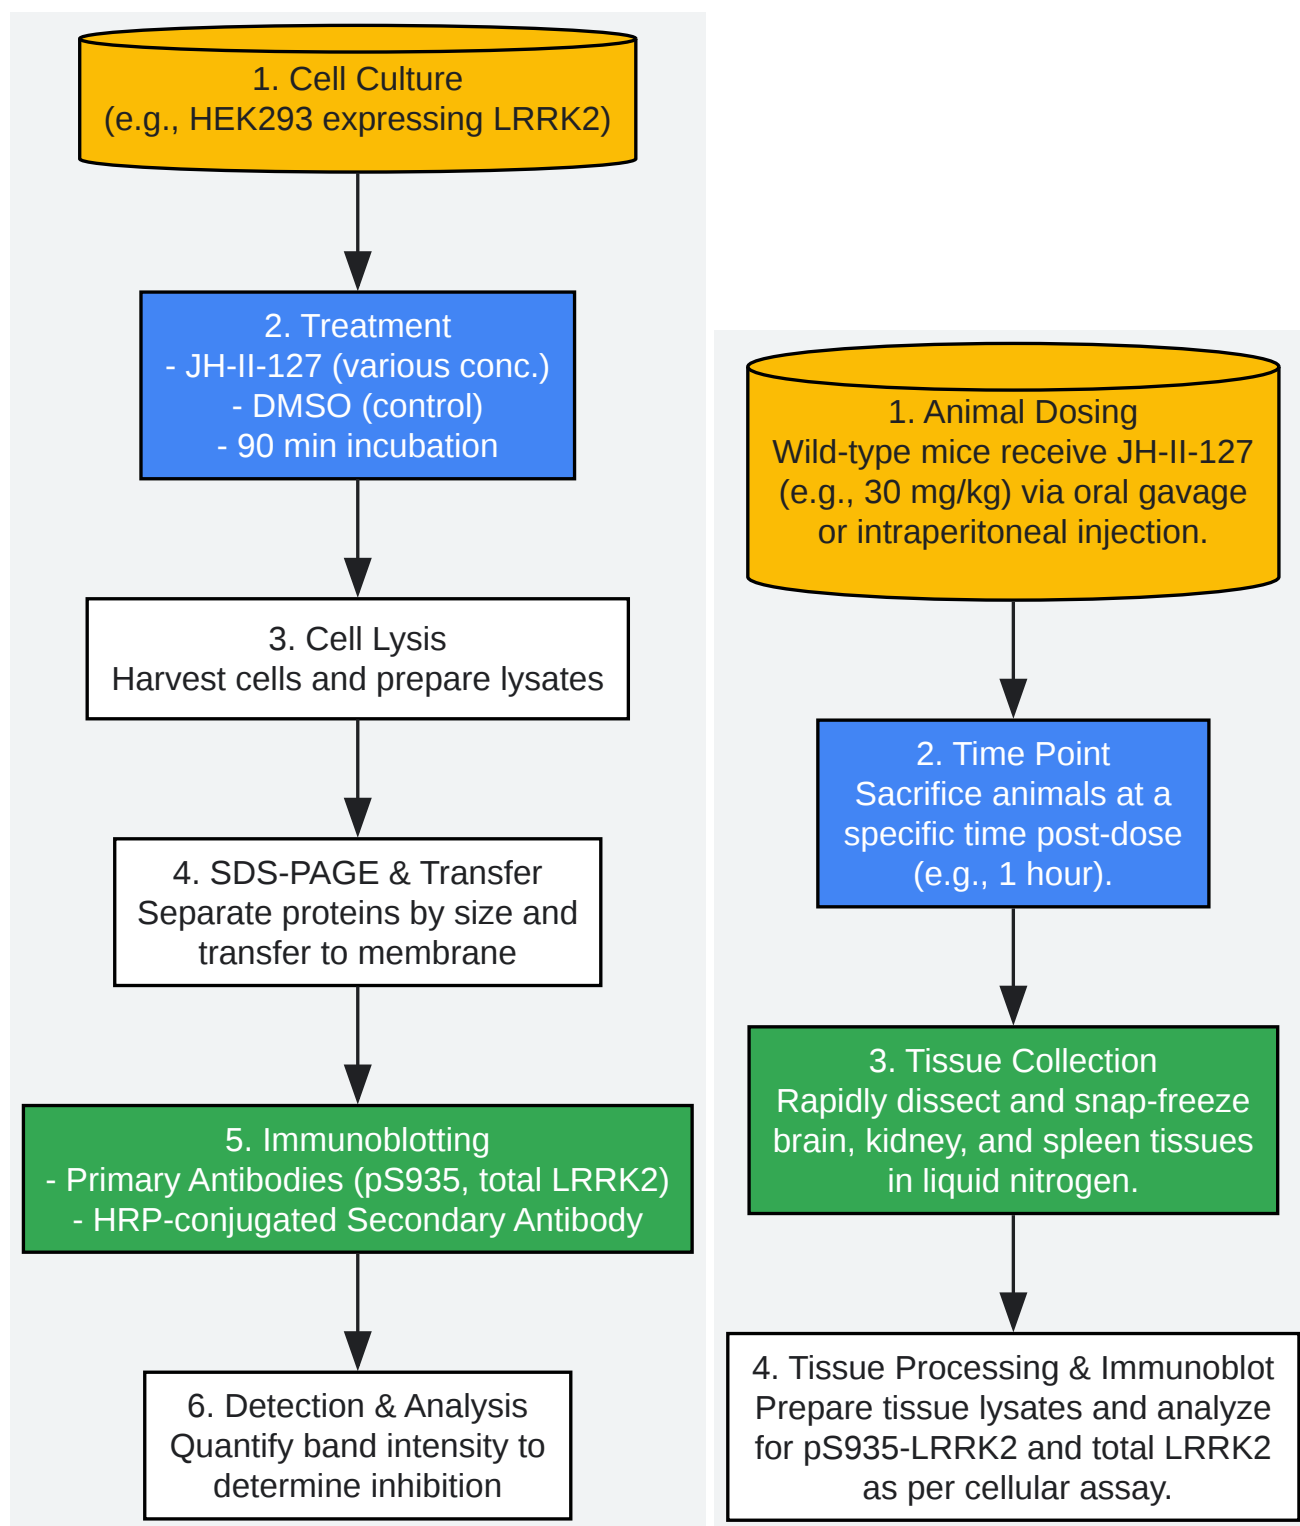 1. Cell Culture
(e.g., HEK293 expressing LRRK2)
2. Treatment
- JH-II-127 (various conc.)
- DMSO (control)
- 90 min incubation
3. Cell Lysis
Harvest cells and prepare lysates
4. SDS-PAGE & Transfer
Separate proteins by size and
transfer to membrane
5. Immunoblotting
- Primary Antibodies (pS935, total LRRK2)
- HRP-conjugated Secondary Antibody
6. Detection & Analysis
Quantify band intensity to
determine inhibition
1. Animal Dosing
Wild-type mice receive JH-II-127
(e.g., 30 mg/kg) via oral gavage
or intraperitoneal injection.
2. Time Point
Sacrifice animals at a
specific time post-dose
(e.g., 1 hour).
3. Tissue Collection
Rapidly dissect and snap-freeze
brain, kidney, and spleen tissues
in liquid nitrogen.
4. Tissue Processing & Immunoblot
Prepare tissue lysates and analyze
for pS935-LRRK2 and total LRRK2
as per cellular assay.